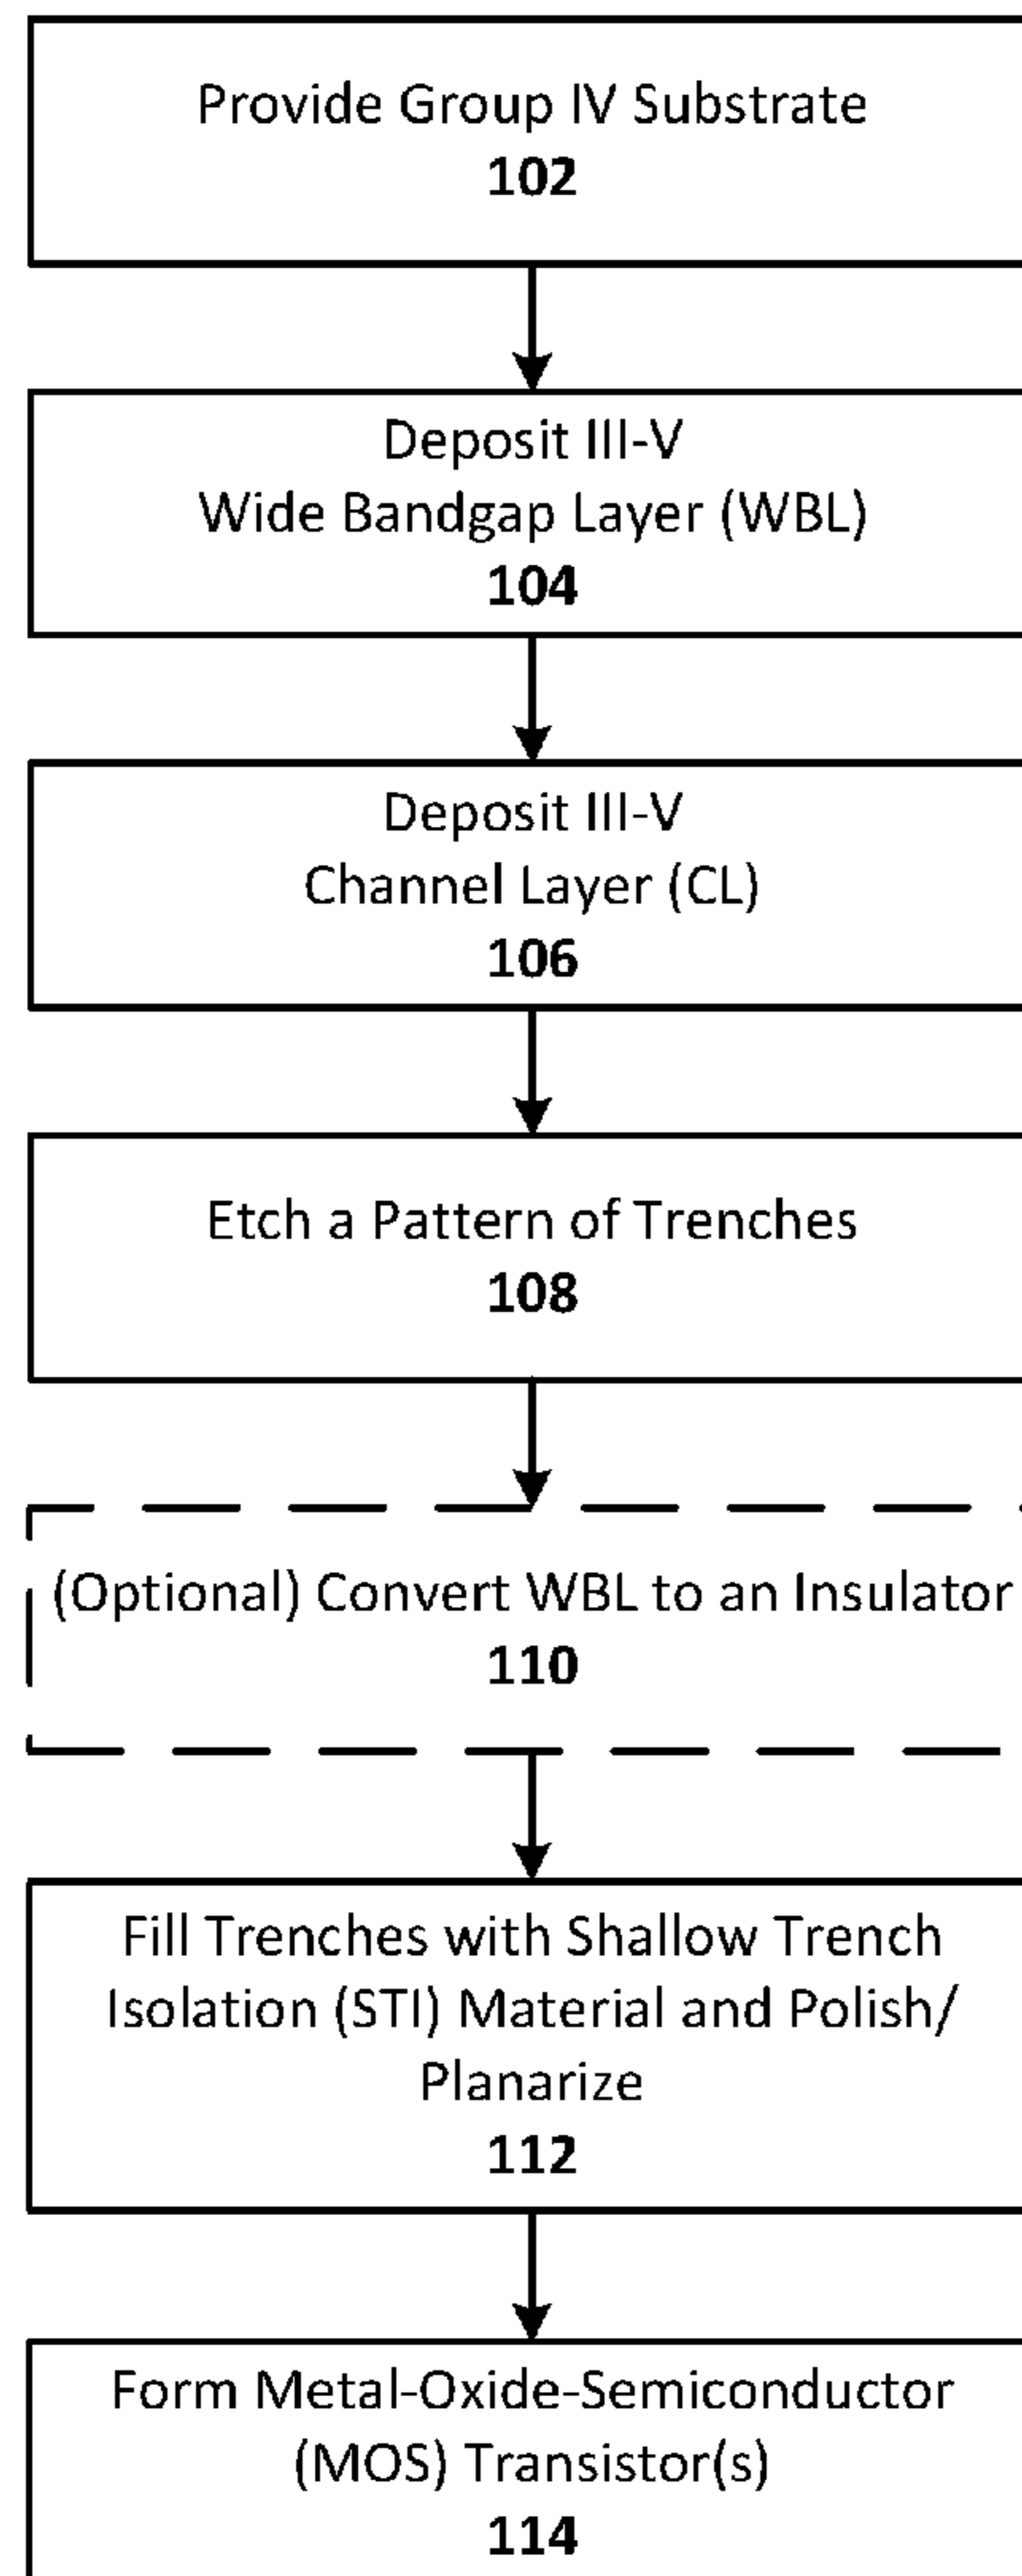 Provide Group IV Substrate
102
Deposit III-V
Wide Bandgap Layer (WBL)
104
Deposit III-V
Channel Layer (CL)
106
Etch a Pattern of Trenches
108
(Optional) Convert WBL to an Insulator
110
Fill Trenches with Shallow Trench
Isolation (STI) Material and Polish/
Planarize
112
Form Metal-Oxide-Semiconductor
(MOS) Transistor(s)
114